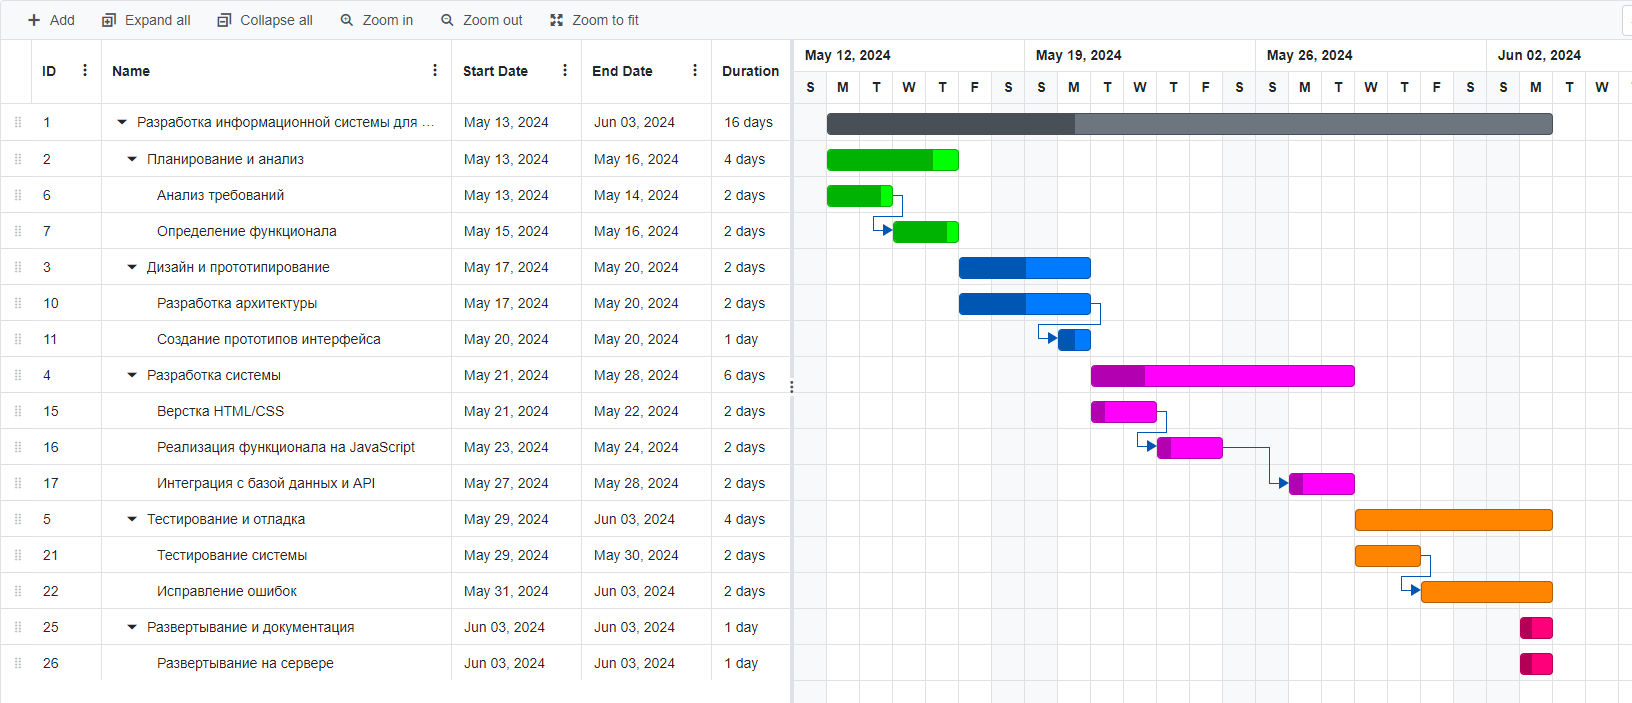 Add Expand all Collapse all Zoom in Zoom out Zoom to fit
ID Name Start Date End Date Duration May 12, 2024 May 19, 2024 May 26, 2024 Jun 02, 2024
S M T W T F S S M T W T F S S M T W T F S S M T W
1 Разработка информационной системы для ... May 13, 2024 Jun 03, 2024 16 days
2 Планирование и анализ May 13, 2024 May 16, 2024 4 days
6 Анализ требований May 13, 2024 May 14, 2024 2 days
7 Определение функционала May 15, 2024 May 16, 2024 2 days
3 Дизайн и прототипирование May 17, 2024 May 20, 2024 2 days
10 Разработка архитектуры May 17, 2024 May 20, 2024 2 days
11 Создание прототипов интерфейса May 20, 2024 May 20, 2024 1 day
4 Разработка системы May 21, 2024 May 28, 2024 6 days
15 Верстка HTML/CSS May 21, 2024 May 22, 2024 2 days
16 Реализация функционала на JavaScript May 23, 2024 May 24, 2024 2 days
17 Интеграция с базой данных и API May 27, 2024 May 28, 2024 2 days
5 Тестирование и отладка May 29, 2024 Jun 03, 2024 4 days
21 Тестирование системы May 29, 2024 May 30, 2024 2 days
22 Исправление ошибок May 31, 2024 Jun 03, 2024 2 days
25 Развертывание и документация Jun 03, 2024 Jun 03, 2024 1 day
26 Развертывание на сервере Jun 03, 2024 Jun 03, 2024 1 day